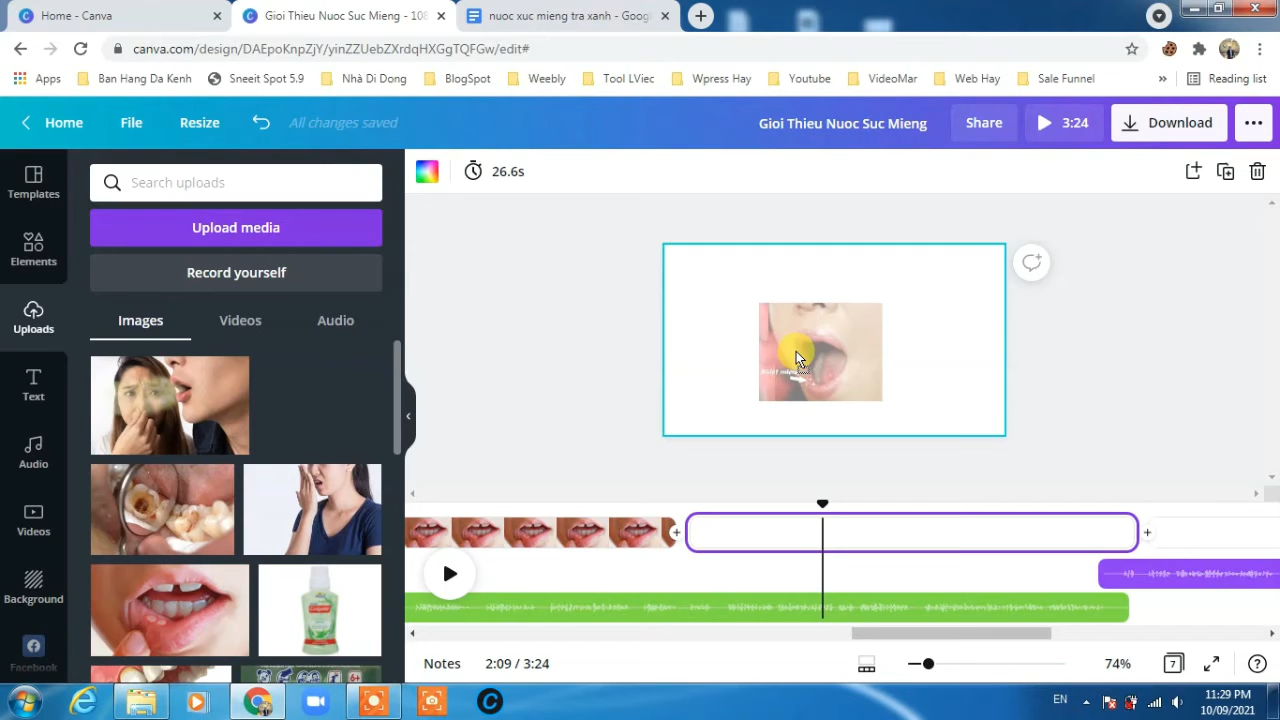 Home - Canva
Gioi Thieu Nuoc Suc Mieng - 108
nuoc xuc mieng tra xanh - Googl
canva.com/design/DAEpoKnpZjY/yinZZUebZXrdqHXGgTQFGw/edit#
Apps
Ban Hang Da Kenh
Sneeit Spot 5.9
Nhà Di Dong
BlogSpot
Weebly
Tool LViec
Wpress Hay
Youtube
VideoMar
Web Hay
Sale Funnel
»
Reading list
Home
File
Resize
All changes saved
Gioi Thieu Nuoc Suc Mieng
Share
3:24
Download
Templates
Elements
Uploads
Text
Audio
Videos
Background
Facebook
Search uploads
Upload media
Record yourself
Images
Videos
Audio
Colgate
26.6s
Notes
2:09 / 3:24
74%
7
EN
11:29 PM
10/09/2021